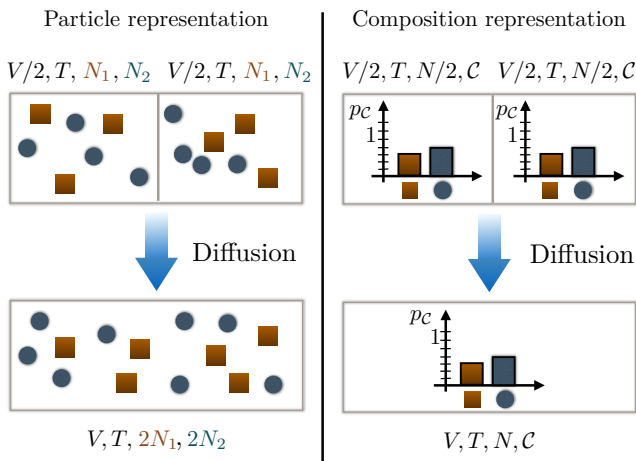 Particle representation
V/2, T, N₁, N₂
V/2, T, N₁, N₂
Diffusion
V, T, 2N₁, 2N₂
Composition representation
V/2, T, N/2, 𝒞
V/2, T, N/2, 𝒞
p𝒞
1
1
Diffusion
p𝒞
1
V, T, N, 𝒞